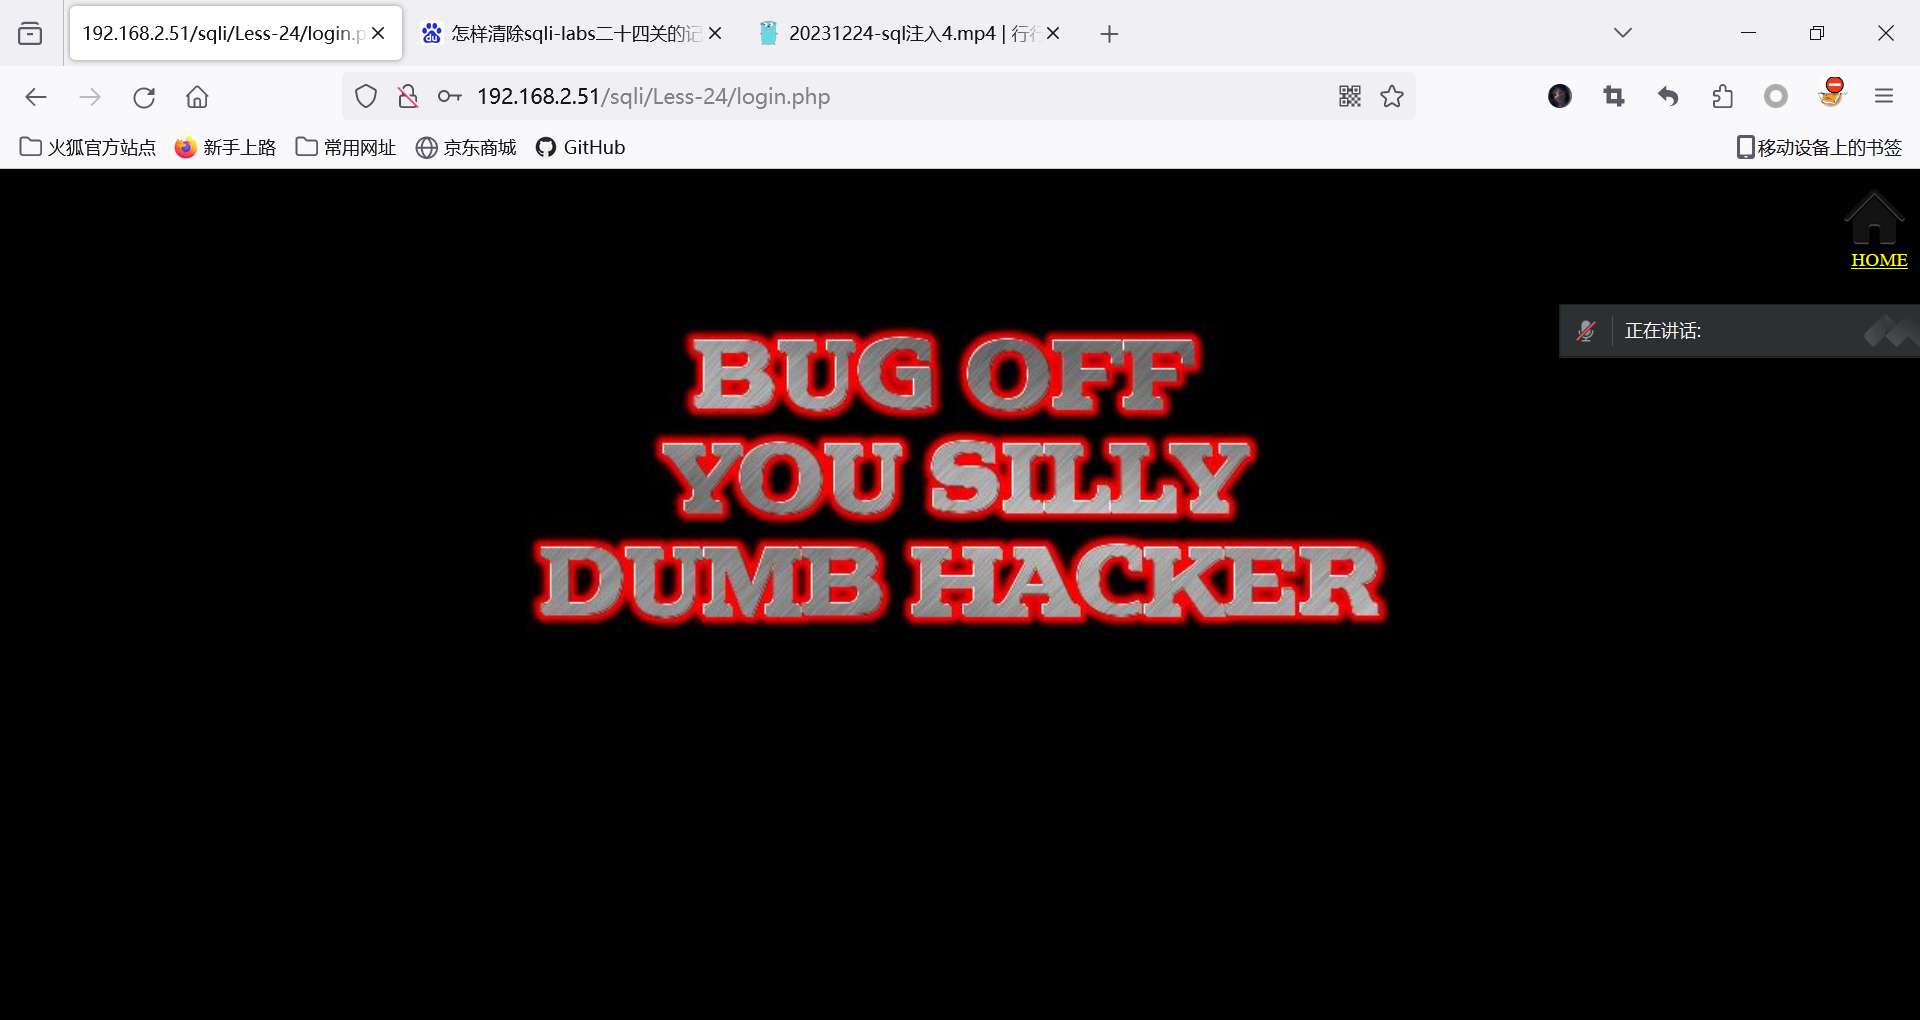 192.168.2.51/sqli/Less-24/login.p
怎样清除sqli-labs二十四关的记
20231224-sql注入4.mp4 | 行行
192.168.2.51/sqli/Less-24/login.php
火狐官方站点
新手上路
常用网址
京东商城
GitHub
移动设备上的书签
HOME
正在讲话:
BUG OFF
YOU SILLY
DUMB HACKER